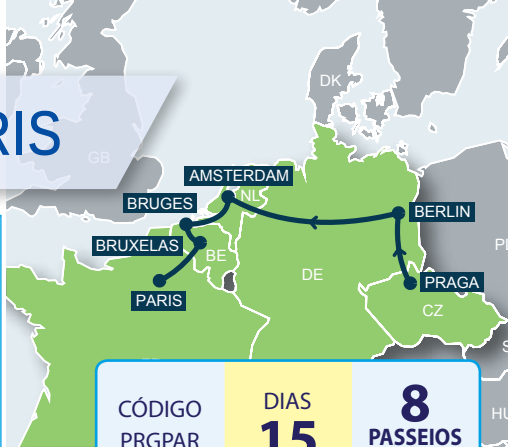 RIS
DK
GB
AMSTERDAM
NL
BRUGES
BERLIN
BRUXELAS
BE
DE
PRAGA
PARIS
CZ
CÓDIGO
PRGPAR
DIAS
15
8
PASSEIOS
HU